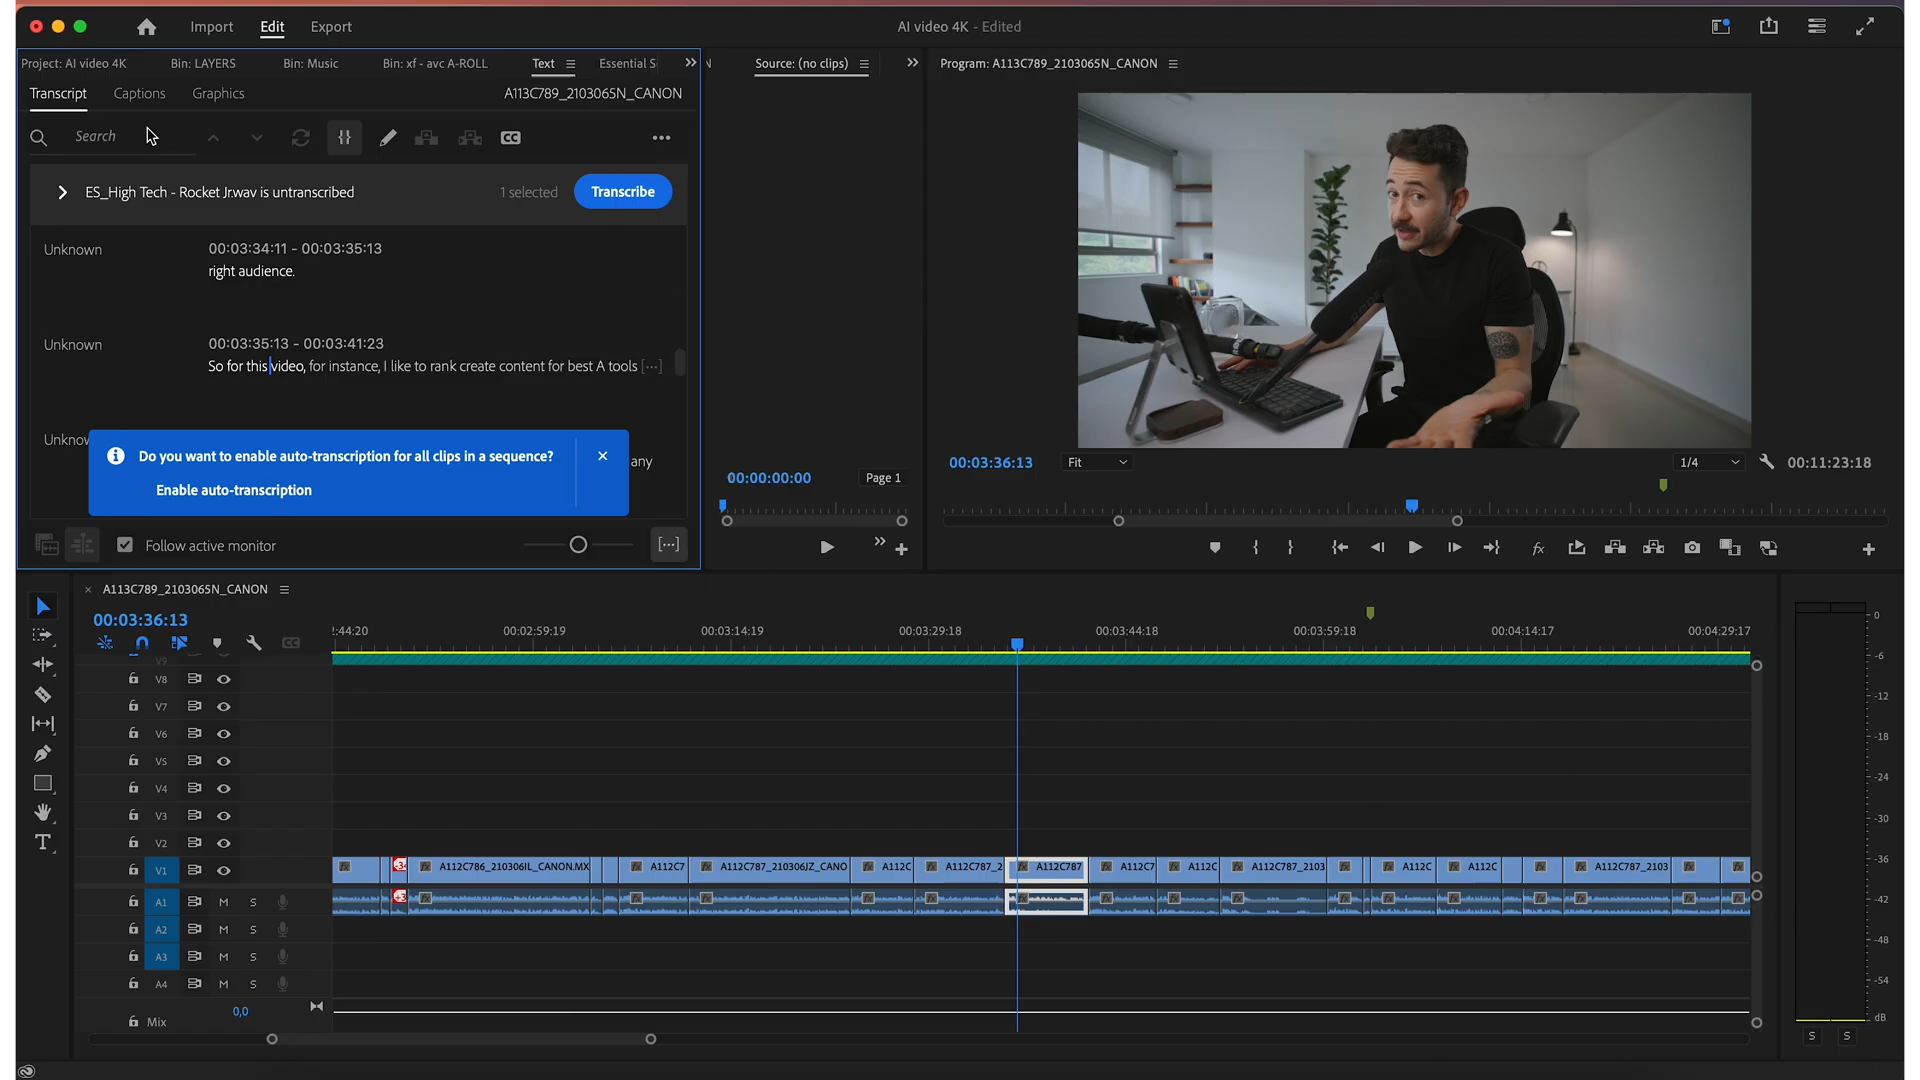 Import Edit Export AI video 4K - Edited
Project: AI video 4K Bin: LAYERS Bin: Music Bin: xf - avc A-ROLL Text Essential S Source: (no clips) Program: A113C789_2103065N_CANON
Transcript Captions Graphics A113C789_2103065N_CANON
Search CC
ES_High Tech - Rocket Jr.wav is untranscribed 1 selected Transcribe
Unknown 00:03:34:11 - 00:03:35:13
right audience.
Unknown 00:03:35:13 - 00:03:41:23
So for this video, for instance, I like to rank create content for best A tools [...]
Unknow
Do you want to enable auto-transcription for all clips in a sequence?
any
Enable auto-transcription
00:00:00:00 Page 1
00:03:36:13 Fit 1/4 00:11:23:18
Follow active monitor [...]
fx
A113C789_2103065N_CANON
00:03:36:13
:44:20 00:02:59:19 00:03:14:19 00:03:29:18 00:03:44:18 00:03:59:18 00:04:14:17 00:04:29:17
CC
V9
V8
V7
V6
V5
V4
V3
V2
V1 A112C786_210306IL_CANON.MX A112C7 A112C787_210306JZ_CANO A112C A112C787_2 A112C787 A112C7 A112C A112C787_2103 A112C A112C A112C787_2103
A1 M S
A2 M S
A3 M S
A4 M S
Mix 0,0
0
-6
-12
-18
-24
-30
-36
-42
-48
-54
dB
S S